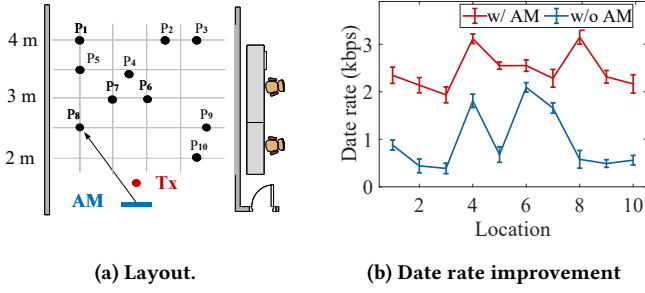 P1 P2 P3
4 m
P5 P4
3 m P7 P6
P8 P9
P10
2 m
Tx
AM
(a) Layout.
w/ AM w/o AM
Date rate (kbps)
3
2
1
0
2 4 6 8 10
Location
(b) Date rate improvement